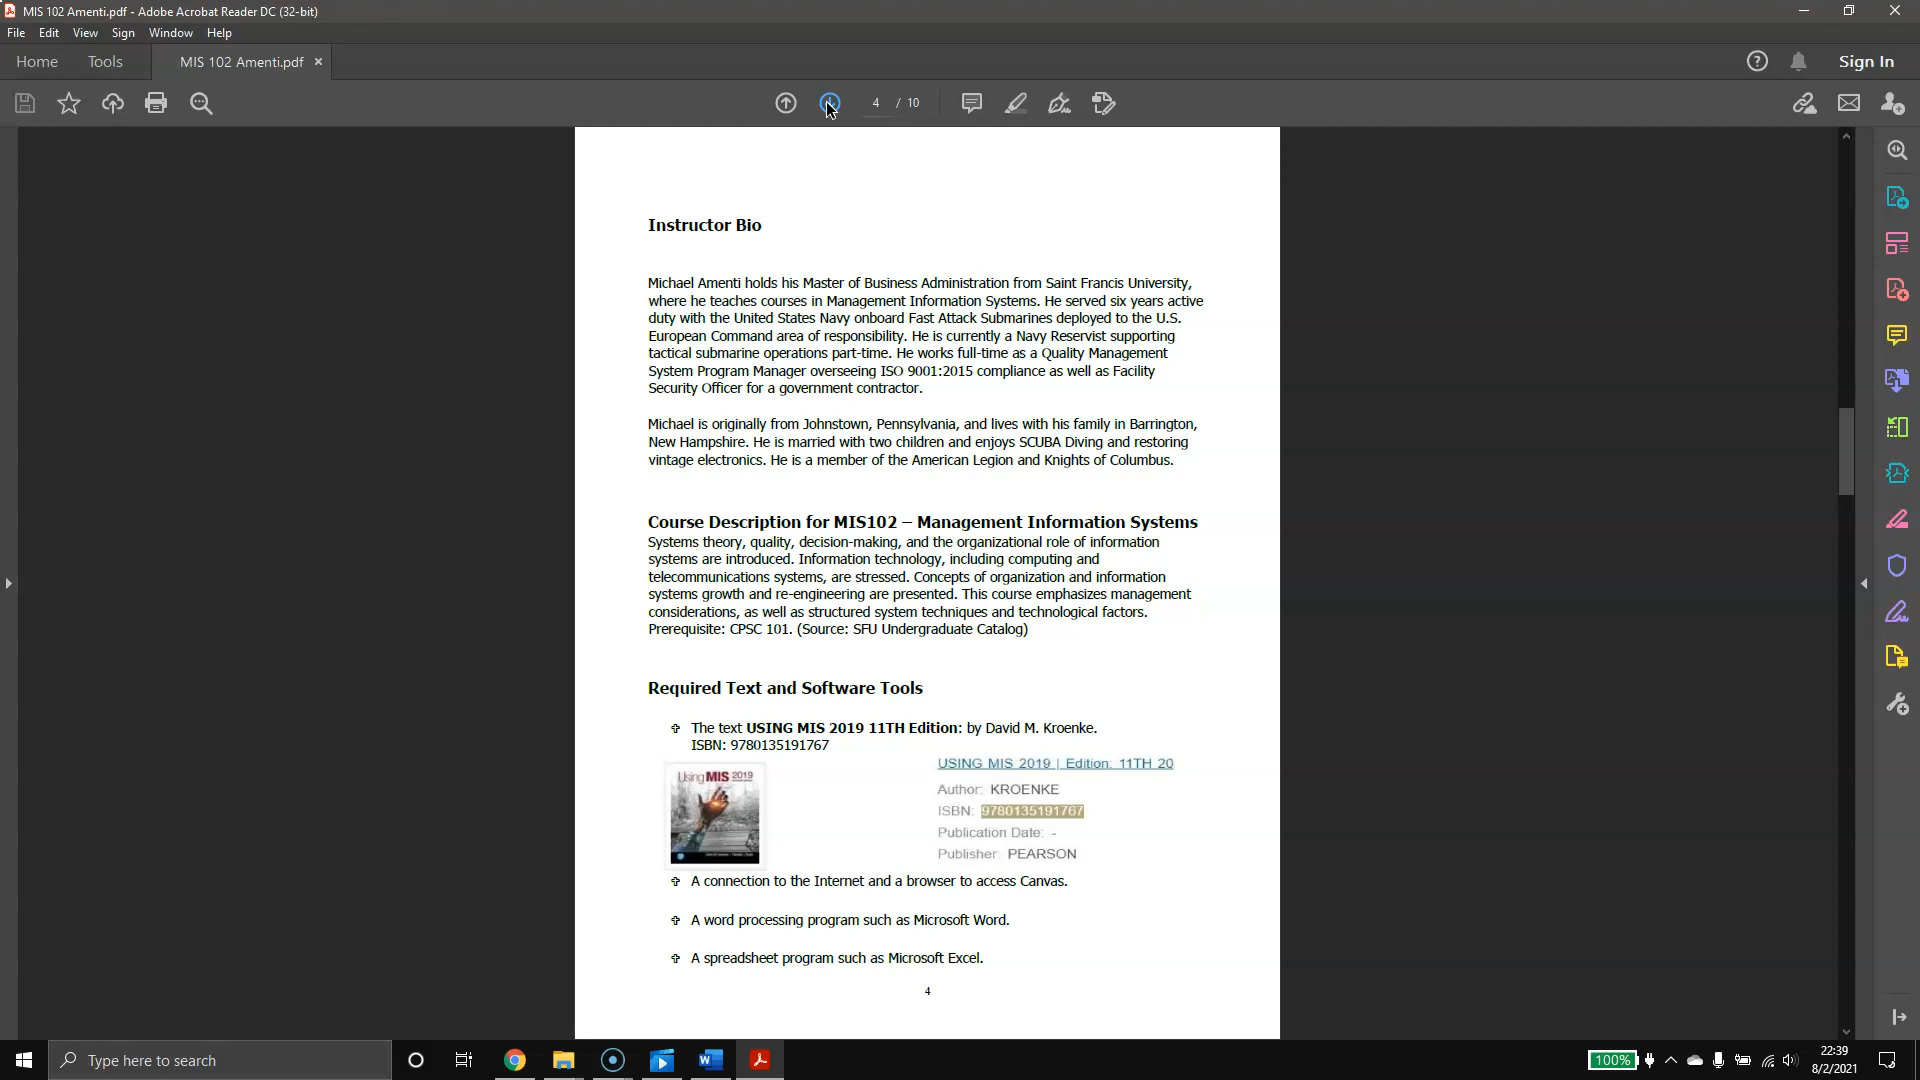 MIS 102 Amenti.pdf - Adobe Acrobat Reader DC (32-bit)
File Edit View Sign Window Help
Home Tools MIS 102 Amenti.pdf Sign In
4 / 10
Instructor Bio
Michael Amenti holds his Master of Business Administration from Saint Francis University,
where he teaches courses in Management Information Systems. He served six years active
duty with the United States Navy onboard Fast Attack Submarines deployed to the U.S.
European Command area of responsibility. He is currently a Navy Reservist supporting
tactical submarine operations part-time. He works full-time as a Quality Management
System Program Manager overseeing ISO 9001:2015 compliance as well as Facility
Security Officer for a government contractor.
Michael is originally from Johnstown, Pennsylvania, and lives with his family in Barrington,
New Hampshire. He is married with two children and enjoys SCUBA Diving and restoring
vintage electronics. He is a member of the American Legion and Knights of Columbus.
Course Description for MIS102 – Management Information Systems
Systems theory, quality, decision-making, and the organizational role of information
systems are introduced. Information technology, including computing and
telecommunications systems, are stressed. Concepts of organization and information
systems growth and re-engineering are presented. This course emphasizes management
considerations, as well as structured system techniques and technological factors.
Prerequisite: CPSC 101. (Source: SFU Undergraduate Catalog)
Required Text and Software Tools
✞ The text USING MIS 2019 11TH Edition: by David M. Kroenke.
ISBN: 9780135191767
Using MIS 2019
USING MIS 2019 | Edition: 11TH 20
Author: KROENKE
ISBN: 9780135191767
Publication Date: -
Publisher: PEARSON
✞ A connection to the Internet and a browser to access Canvas.
✞ A word processing program such as Microsoft Word.
✞ A spreadsheet program such as Microsoft Excel.
4
Type here to search
100%
22:39
8/2/2021